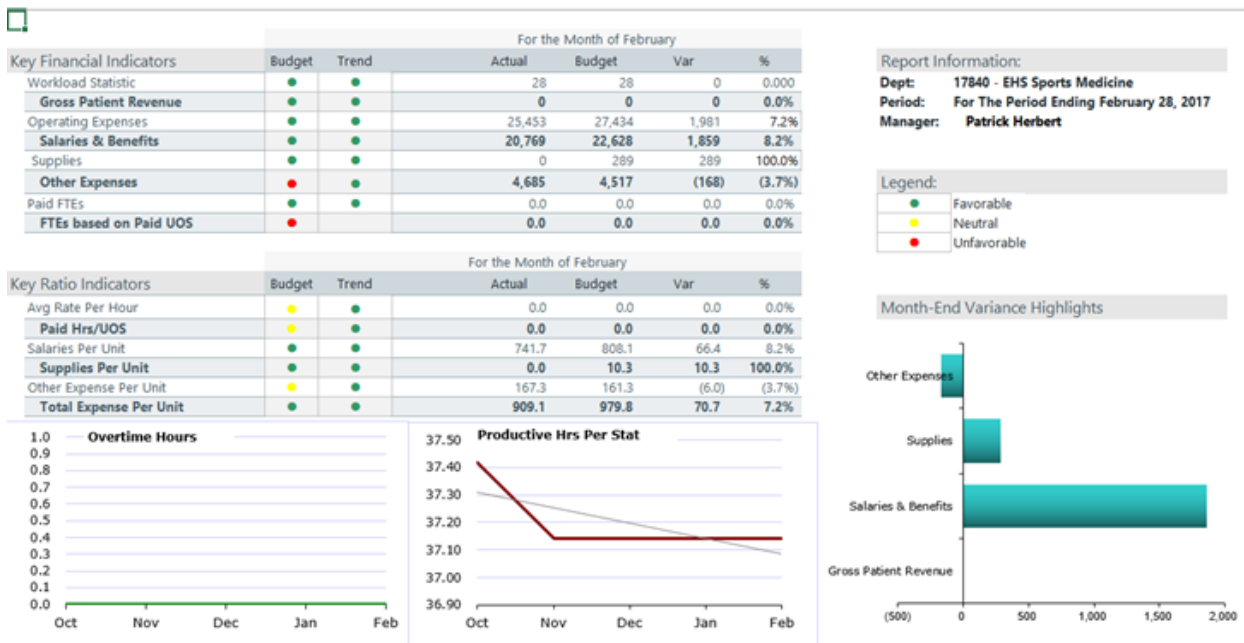 For the Month of February
Key Financial Indicators Budget Trend Actual Budget Var %
Workload Statistic 28 28 0 0.000
Gross Patient Revenue 0 0 0 0.0%
Operating Expenses 25,453 27,434 1,981 7.2%
Salaries & Benefits 20,769 22,628 1,859 8.2%
Supplies 0 289 289 100.0%
Other Expenses 4,685 4,517 (168) (3.7%)
Paid FTEs 0.0 0.0 0.0 0.0%
FTEs based on Paid UOS 0.0 0.0 0.0 0.0%
Report Information:
Dept: 17840 - EHS Sports Medicine
Period: For The Period Ending February 28, 2017
Manager: Patrick Herbert
Legend:
Favorable
Neutral
Unfavorable
For the Month of February
Key Ratio Indicators Budget Trend Actual Budget Var %
Avg Rate Per Hour 0.0 0.0 0.0 0.0%
Paid Hrs/UOS 0.0 0.0 0.0 0.0%
Salaries Per Unit 741.7 808.1 66.4 8.2%
Supplies Per Unit 0.0 10.3 10.3 100.0%
Other Expense Per Unit 167.3 161.3 (6.0) (3.7%)
Total Expense Per Unit 909.1 979.8 70.7 7.2%
Overtime Hours
1.0
0.9
0.8
0.7
0.6
0.5
0.4
0.3
0.2
0.1
0.0
Oct Nov Dec Jan Feb
Productive Hrs Per Stat
37.50
37.40
37.30
37.20
37.10
37.00
36.90
Oct Nov Dec Jan Feb
Month-End Variance Highlights
Other Expenses
Supplies
Salaries & Benefits
Gross Patient Revenue
(500) 0 500 1,000 1,500 2,000